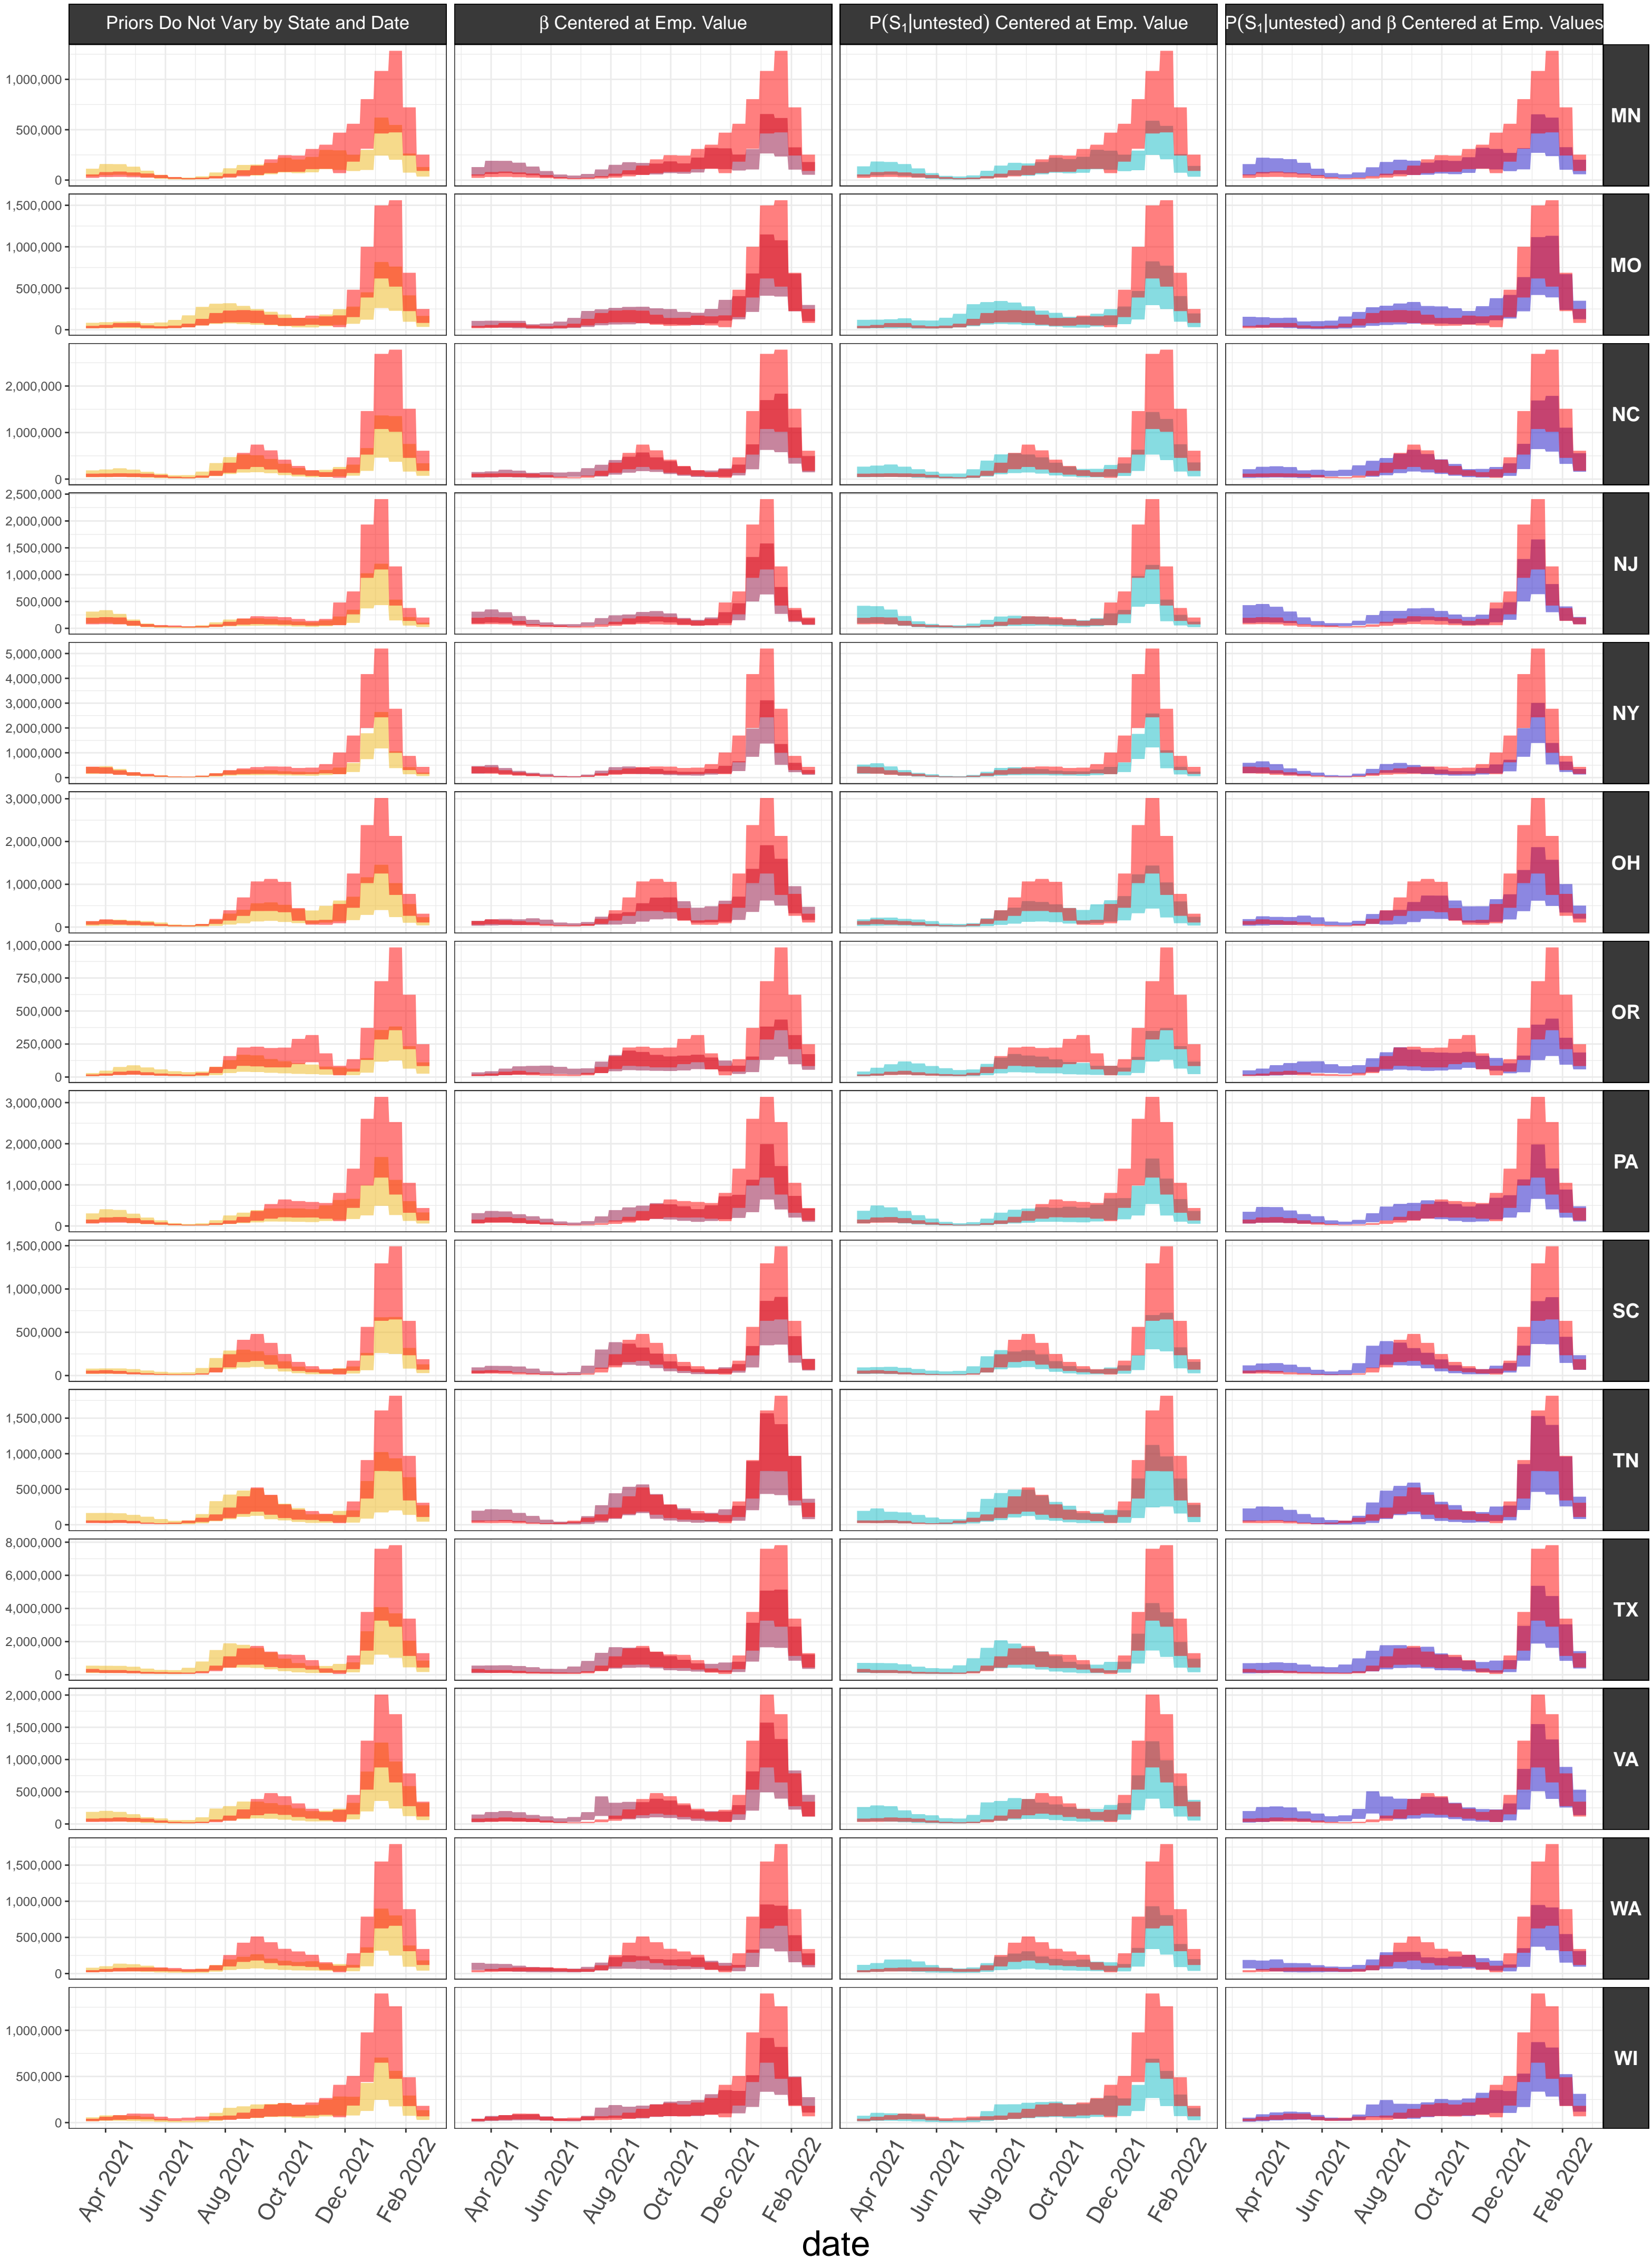 Priors Do Not Vary by State and Date
β Centered at Emp. Value
P(S₁|untested) Centered at Emp. Value
P(S₁|untested) and β Centered at Emp. Values
1,000,000
500,000
0
MN
1,500,000
1,000,000
500,000
0
MO
2,000,000
1,000,000
0
NC
2,500,000
2,000,000
1,500,000
1,000,000
500,000
0
NJ
5,000,000
4,000,000
3,000,000
2,000,000
1,000,000
0
NY
3,000,000
2,000,000
1,000,000
0
OH
1,000,000
750,000
500,000
250,000
0
OR
3,000,000
2,000,000
1,000,000
0
PA
1,500,000
1,000,000
500,000
0
SC
1,500,000
1,000,000
500,000
0
TN
8,000,000
6,000,000
4,000,000
2,000,000
0
TX
2,000,000
1,500,000
1,000,000
500,000
0
VA
1,500,000
1,000,000
500,000
0
WA
1,000,000
500,000
0
WI
Apr 2021 Jun 2021 Aug 2021 Oct 2021 Dec 2021 Feb 2022
Apr 2021 Jun 2021 Aug 2021 Oct 2021 Dec 2021 Feb 2022
Apr 2021 Jun 2021 Aug 2021 Oct 2021 Dec 2021 Feb 2022
Apr 2021 Jun 2021 Aug 2021 Oct 2021 Dec 2021 Feb 2022
date